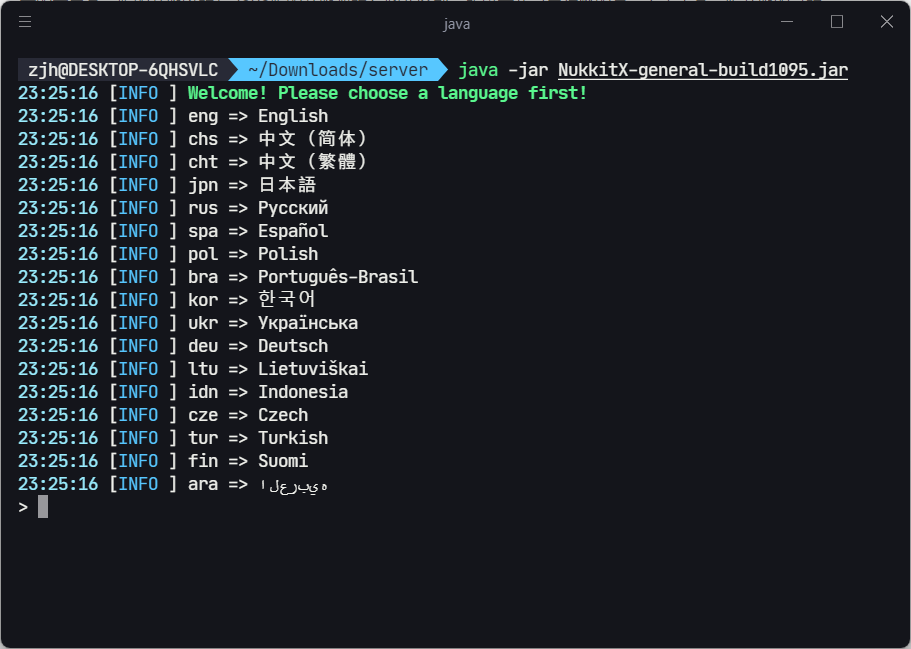 java
zjh@DESKTOP-6QHSVLC ~/Downloads/server java -jar NukkitX-general-build1095.jar
23:25:16 [INFO ] Welcome! Please choose a language first!
23:25:16 [INFO ] eng => English
23:25:16 [INFO ] chs => 中文（简体）
23:25:16 [INFO ] cht => 中文（繁體）
23:25:16 [INFO ] jpn => 日本語
23:25:16 [INFO ] rus => Русский
23:25:16 [INFO ] spa => Español
23:25:16 [INFO ] pol => Polish
23:25:16 [INFO ] bra => Português-Brasil
23:25:16 [INFO ] kor => 한국어
23:25:16 [INFO ] ukr => Українська
23:25:16 [INFO ] deu => Deutsch
23:25:16 [INFO ] ltu => Lietuviškai
23:25:16 [INFO ] idn => Indonesia
23:25:16 [INFO ] cze => Czech
23:25:16 [INFO ] tur => Turkish
23:25:16 [INFO ] fin => Suomi
23:25:16 [INFO ] ara => العربيه
>